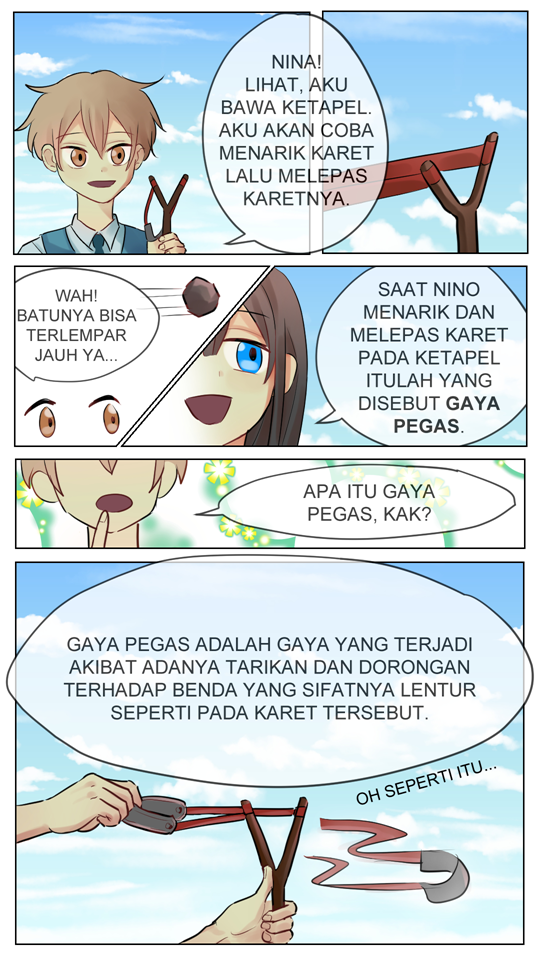 NINA!
LIHAT, AKU
BAWA KETAPEL.
AKU AKAN COBA
MENARIK KARET
LALU MELEPAS
KARETNYA.
WAH!
BATUNYA BISA
TERLEMPAR
JAUH YA...
SAAT NINO
MENARIK DAN
MELEPAS KARET
PADA KETAPEL
ITULAH YANG
DISEBUT GAYA
PEGAS.
APA ITU GAYA
PEGAS, KAK?
GAYA PEGAS ADALAH GAYA YANG TERJADI
AKIBAT ADANYA TARIKAN DAN DORONGAN
TERHADAP BENDA YANG SIFATNYA LENTUR
SEPERTI PADA KARET TERSEBUT.
OH SEPERTI ITU...